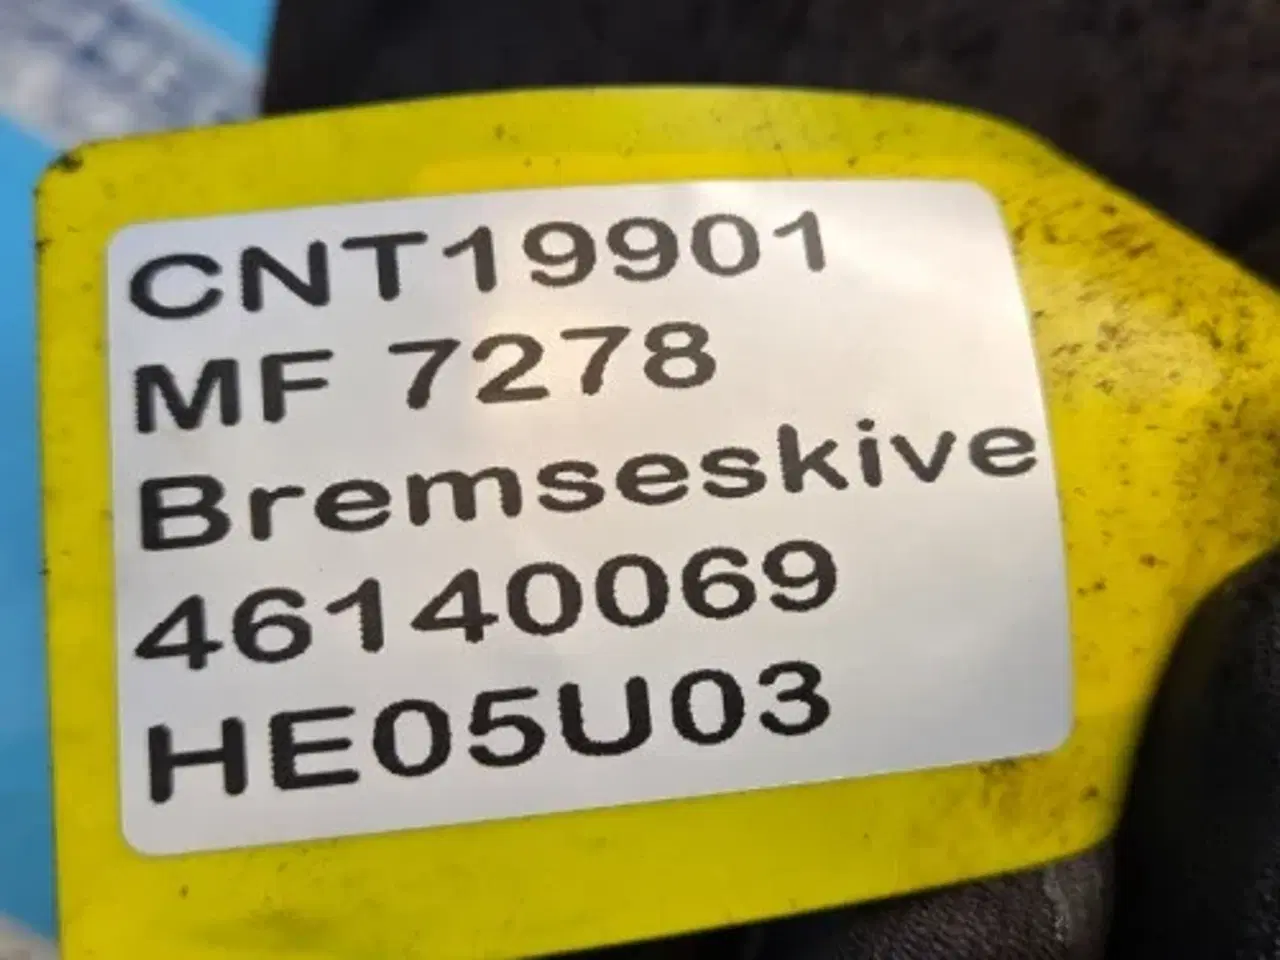 CNT19901
MF 7278
Bremseskive
46140069
HE05U03